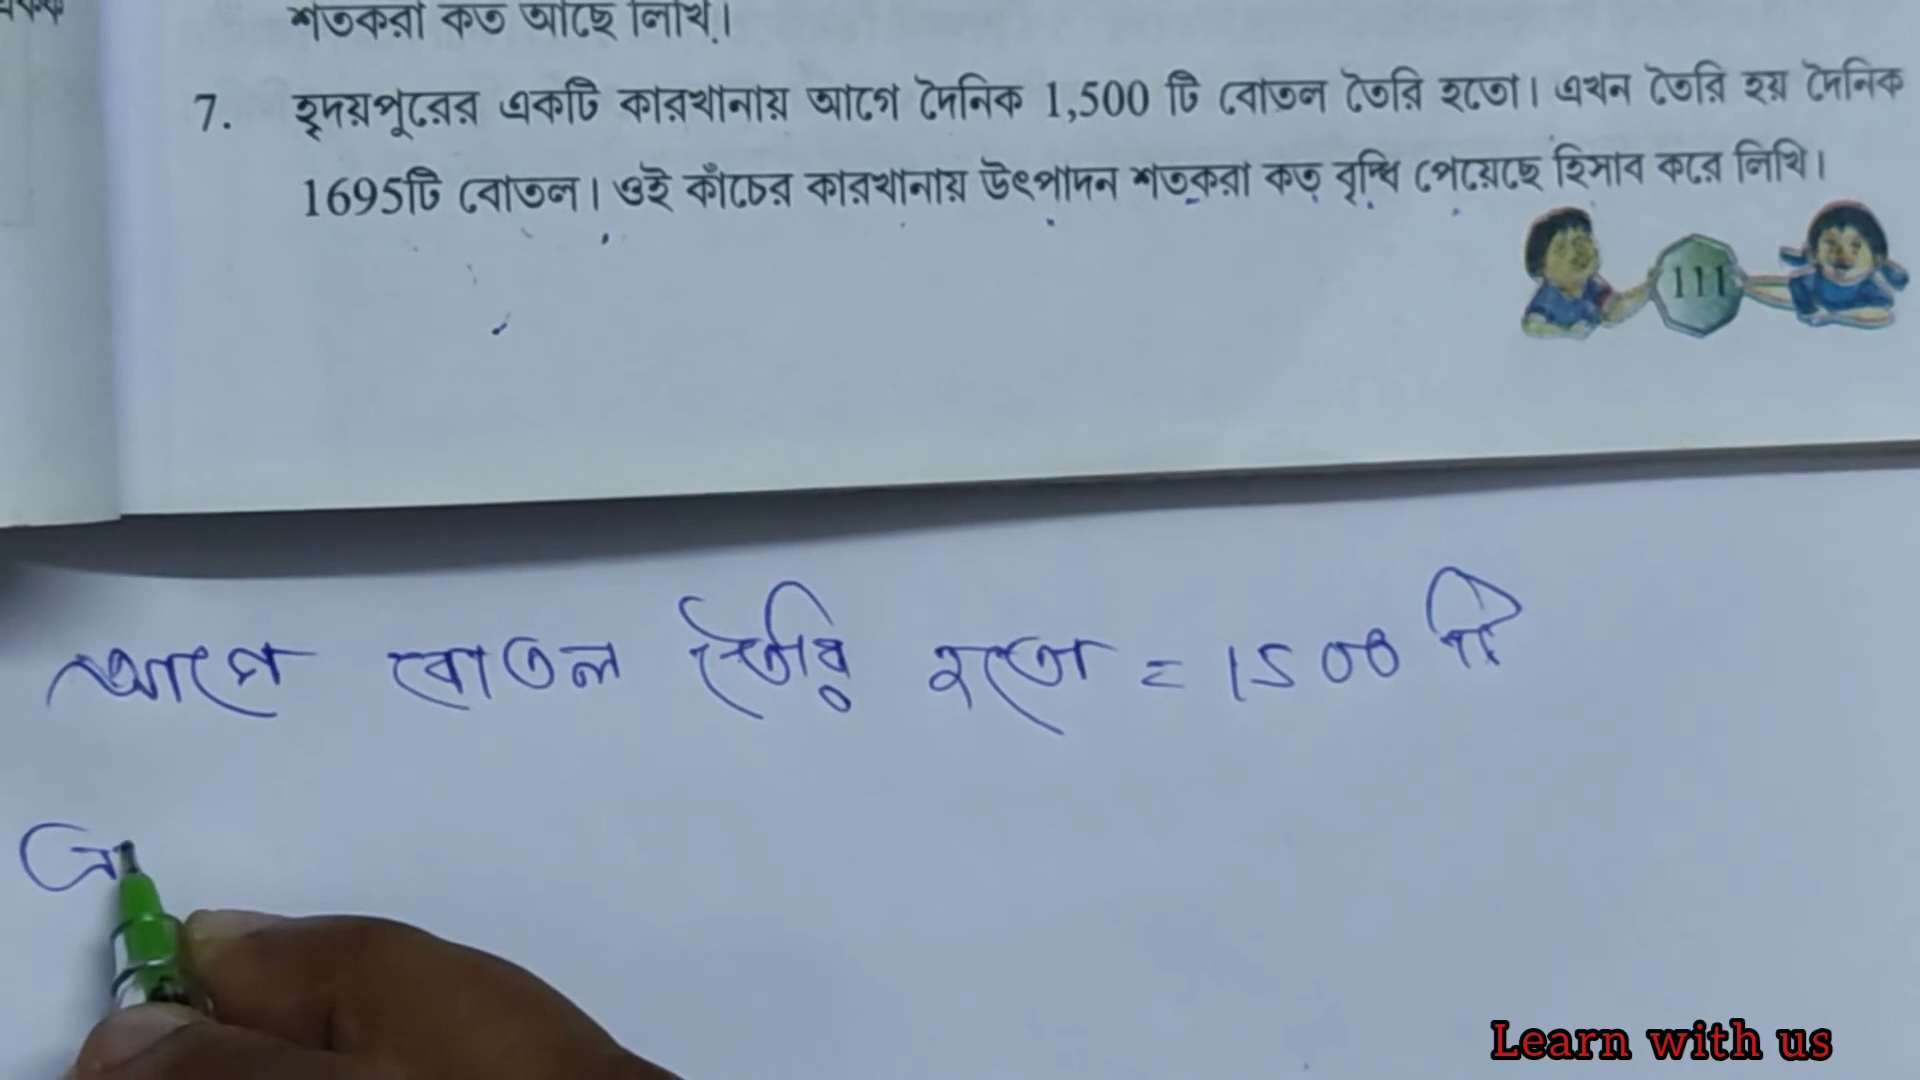 শতকরা কত আছে লিখি।
7. হৃদয়পুরের একটি কারখানায় আগে দৈনিক 1,500 টি বোতল তৈরি হতো। এখন তৈরি হয় দৈনিক
1695টি বোতল। ওই কাঁচের কারখানায় উৎপাদন শতকরা কত বৃদ্ধি পেয়েছে হিসাব করে লিখি।
111
আগে বোতল তৈরি হতো = 1500 টি
Learn with us